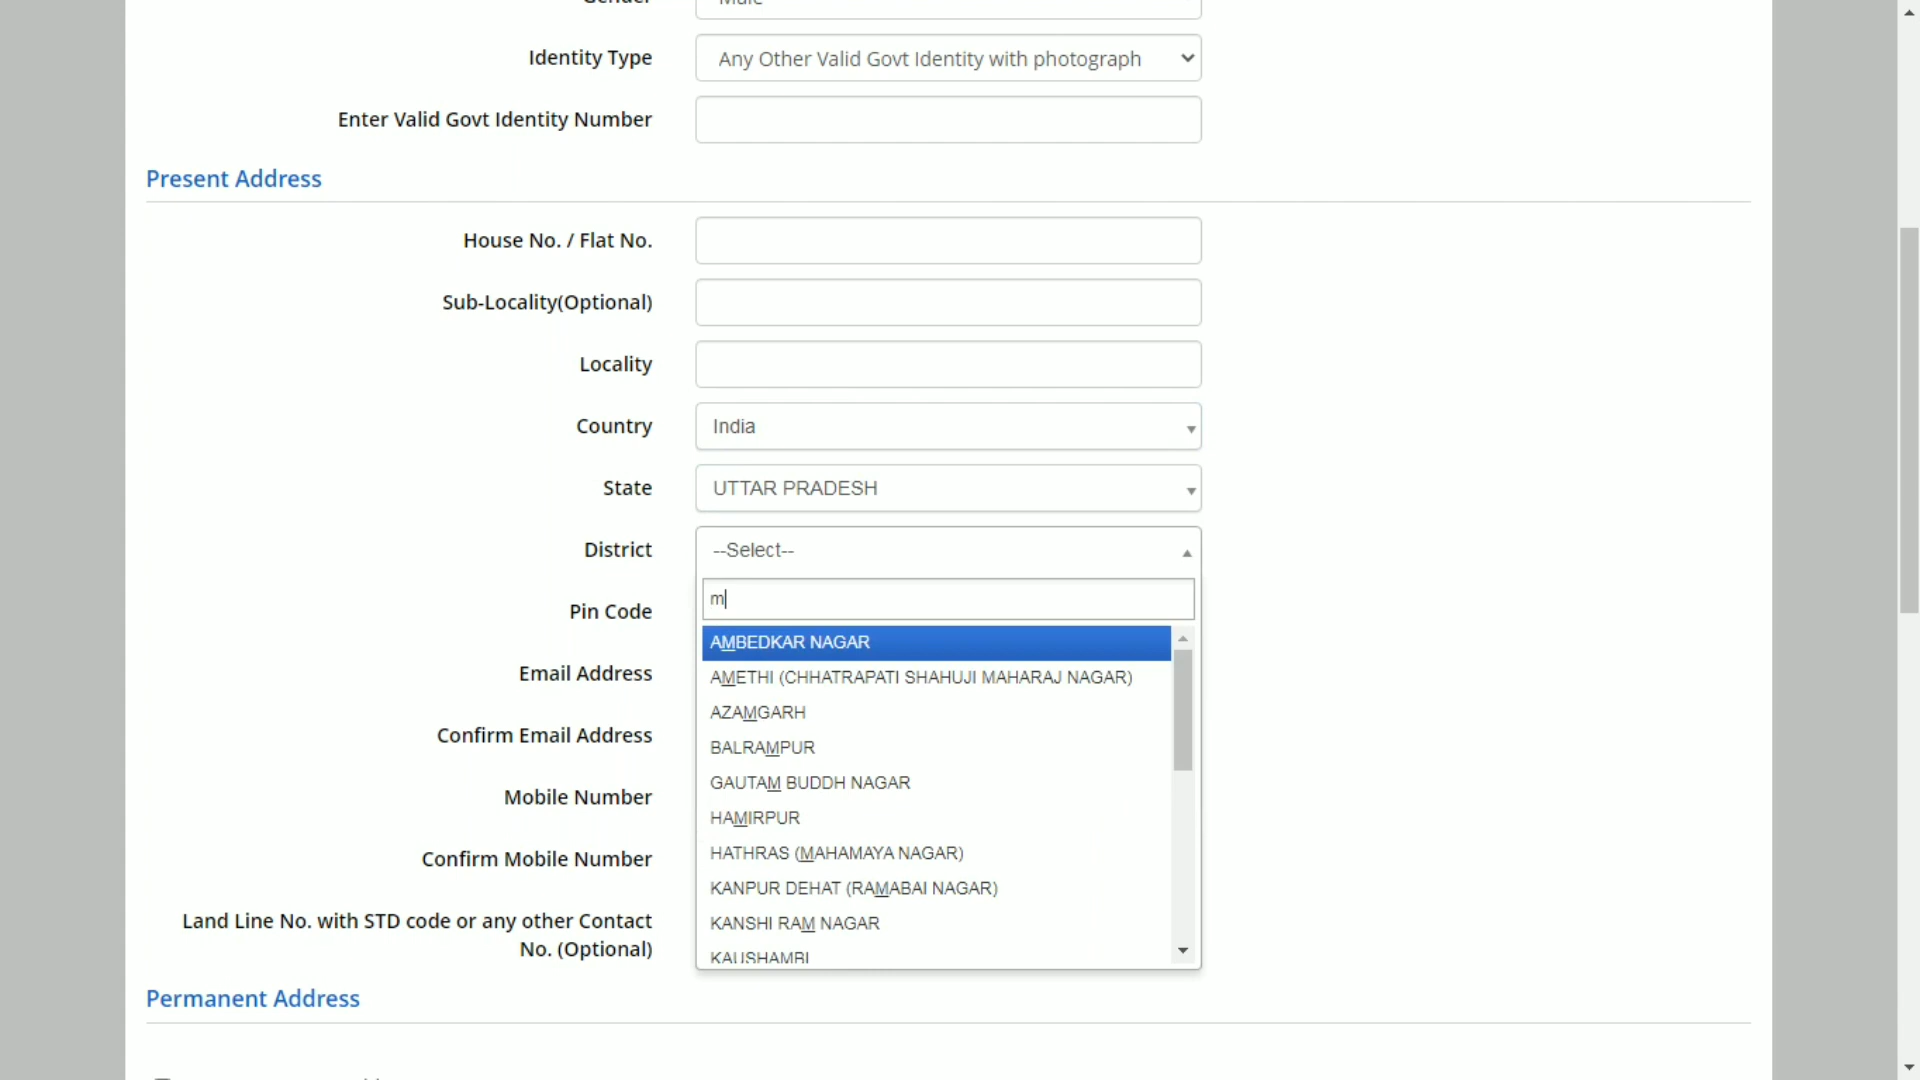 Gender
Male
Identity Type
Any Other Valid Govt Identity with photograph
Enter Valid Govt Identity Number
Present Address
House No. / Flat No.
Sub-Locality(Optional)
Locality
Country
India
State
UTTAR PRADESH
District
--Select--
m
Pin Code
AMBEDKAR NAGAR
Email Address
AMETHI (CHHATRAPATI SHAHUJI MAHARAJ NAGAR)
AZAMGARH
Confirm Email Address
BALRAMPUR
GAUTAM BUDDH NAGAR
Mobile Number
HAMIRPUR
HATHRAS (MAHAMAYA NAGAR)
Confirm Mobile Number
KANPUR DEHAT (RAMABAI NAGAR)
KANSHI RAM NAGAR
Land Line No. with STD code or any other Contact
No. (Optional)
KAUSHAMBI
Permanent Address